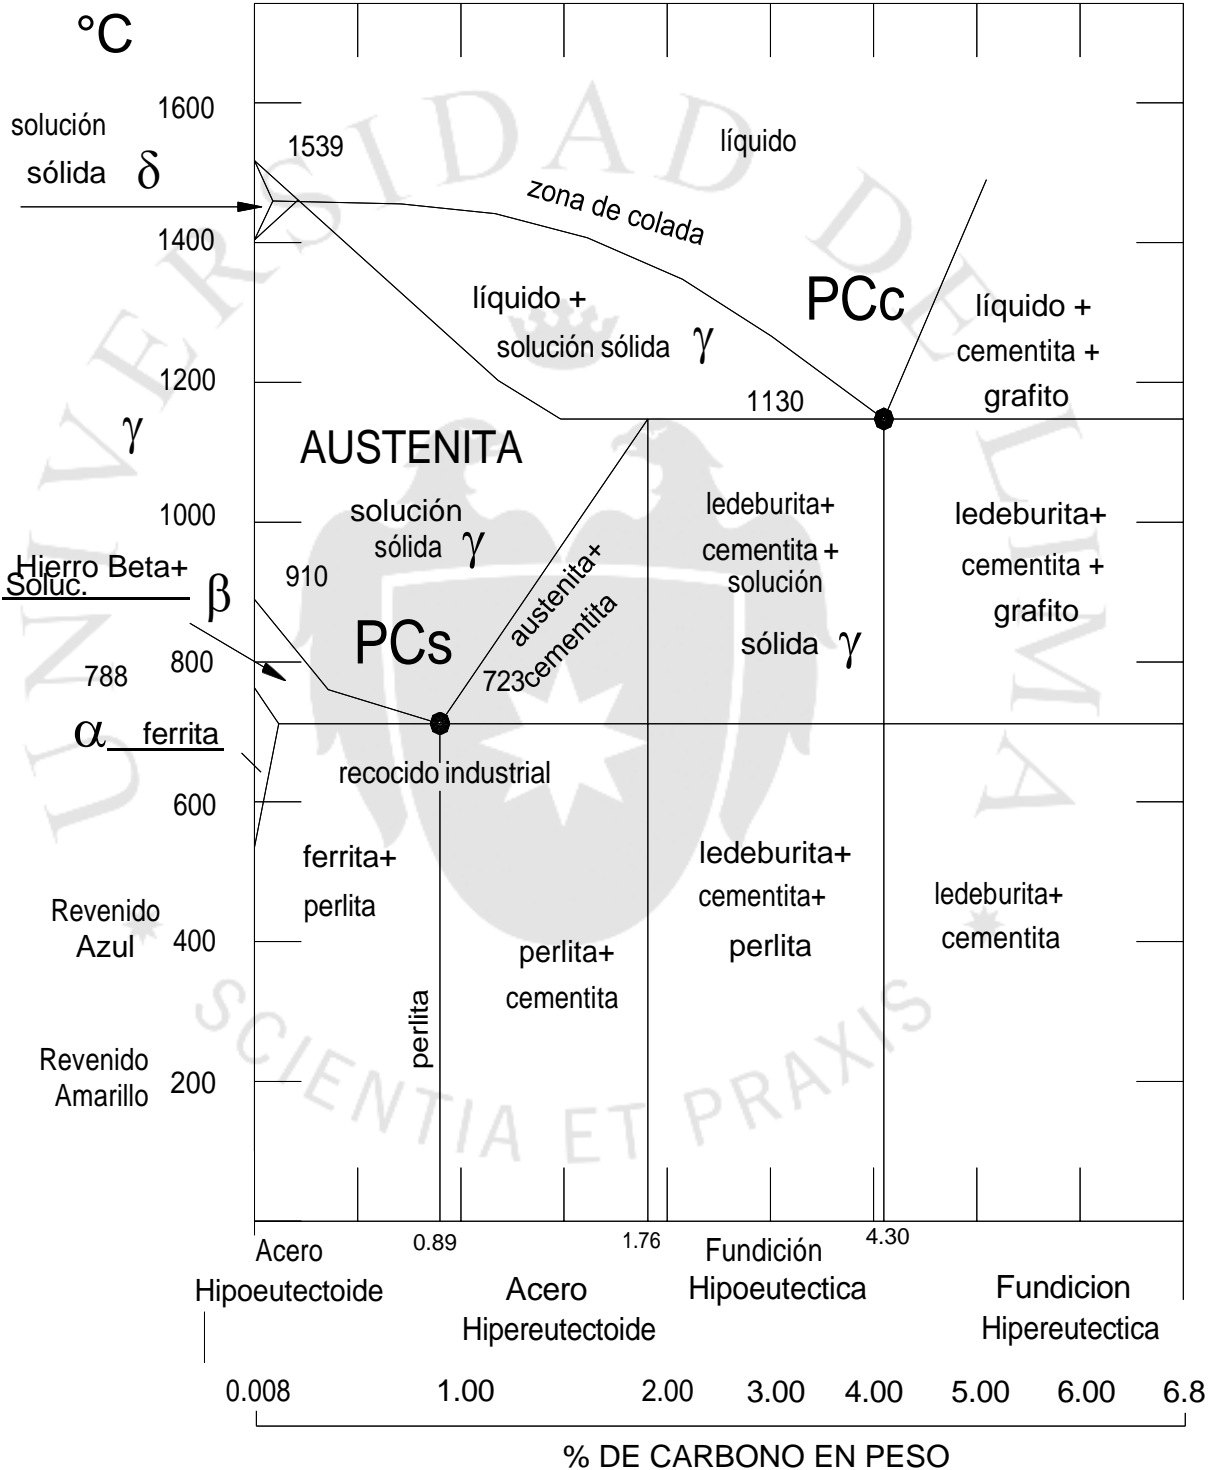 °C
1600
solución
sólida δ
1539
líquido
zona de colada
1400
líquido +
solución sólida γ
PCc
líquido +
cementita +
grafito
1200
1130
γ
AUSTENITA
solución
sólida γ
1000
ledeburita+
cementita +
solución
sólida γ
ledeburita+
cementita +
grafito
austenita+
cementita
Hierro Beta+
Soluc.
β
910
PCs
800
788
723
α ferrita
recocido industrial
600
ferrita+
perlita
ledeburita+
cementita+
perlita
ledeburita+
cementita
Revenido
Azul
400
perlita+
cementita
perlita
Revenido
Amarillo
200
0.89
1.76
4.30
Acero
Hipoeutectoide
Acero
Hipereutectoide
Fundición
Hipoeutectica
Fundicion
Hipereutectica
0.008 1.00 2.00 3.00 4.00 5.00 6.00 6.8
% DE CARBONO EN PESO
UNIVERSIDAD DE LIMA
SCIENTIA ET PRAXIS